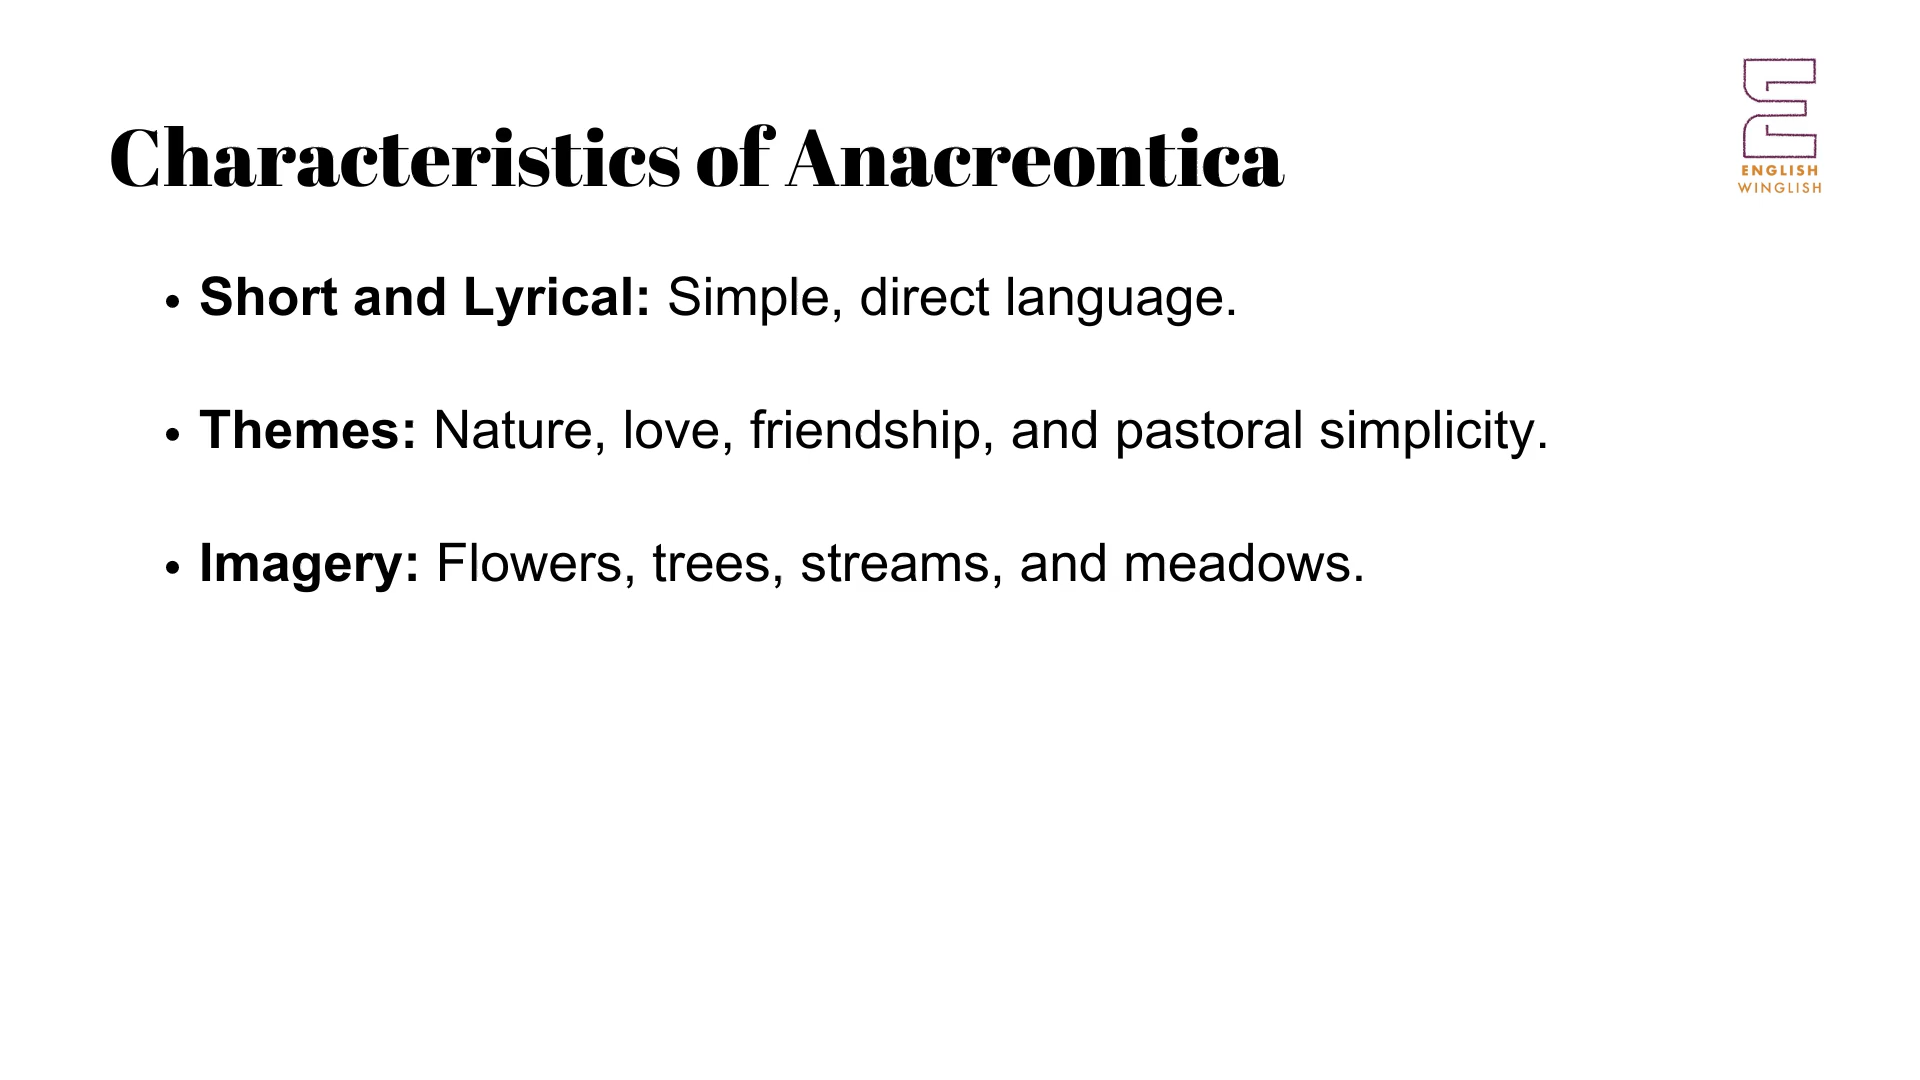 ENGLISH
WINGLISH
Characteristics of Anacreontica
• Short and Lyrical: Simple, direct language.
• Themes: Nature, love, friendship, and pastoral simplicity.
• Imagery: Flowers, trees, streams, and meadows.